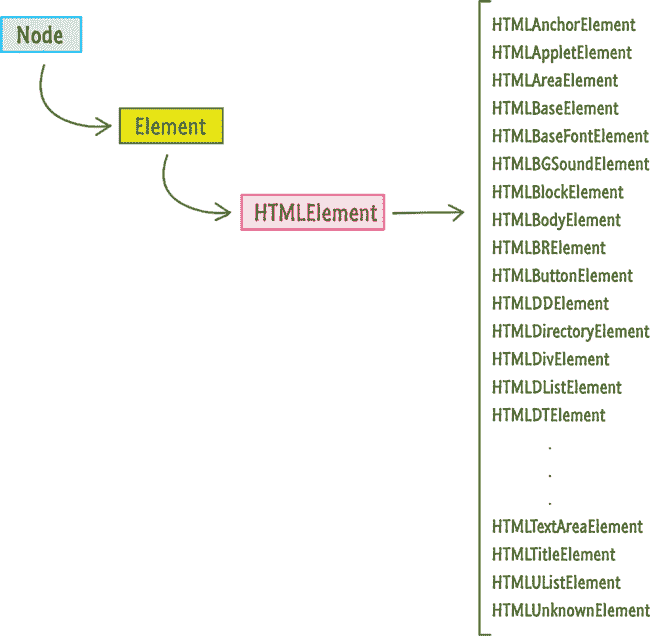 Node
Element
HTMLElement
HTMLAnchorElement
HTMLAppletElement
HTMLAreaElement
HTMLBaseElement
HTMLBaseFontElement
HTMLBGSoundElement
HTMLBlockElement
HTMLBodyElement
HTMLBRElement
HTMLButtonElement
HTMLDDElement
HTMLDirectoryElement
HTMLDivElement
HTMLDListElement
HTMLDTElement
.
.
.
HTMLTextAreaElement
HTMLTitleElement
HTMLUListElement
HTMLUnknownElement